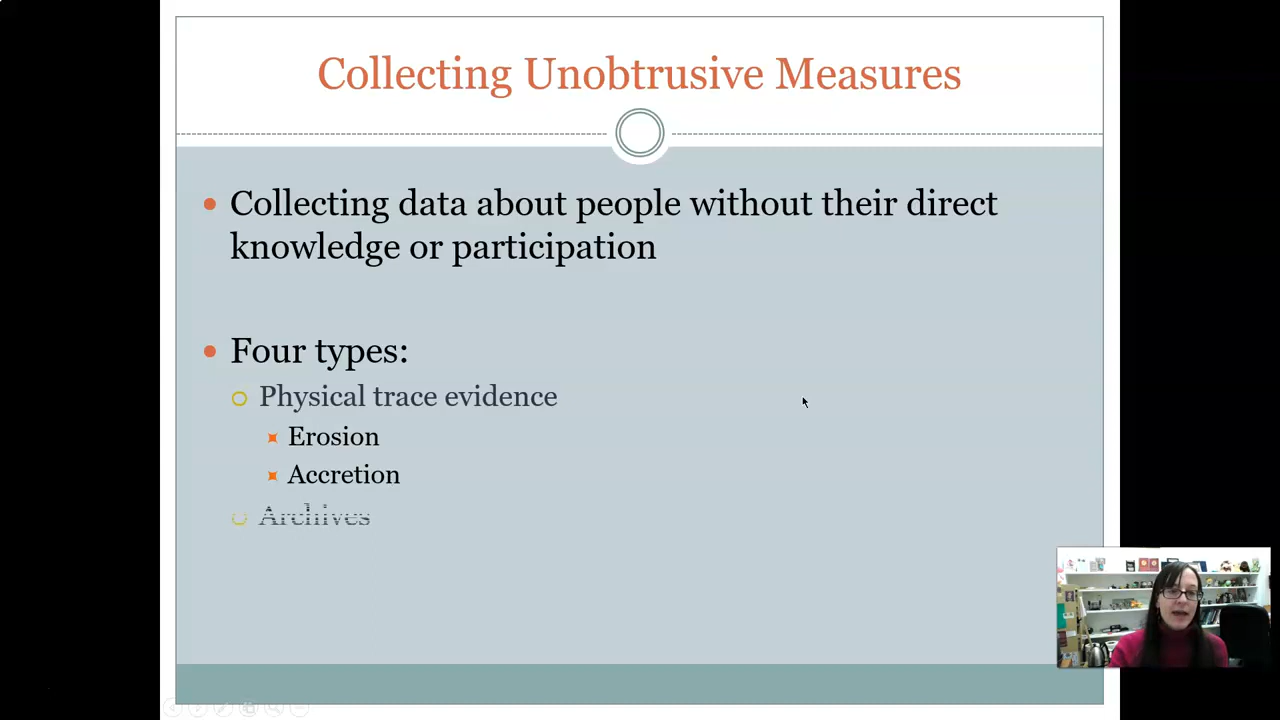 Collecting Unobtrusive Measures
Collecting data about people without their direct
knowledge or participation
Four types:
Physical trace evidence
Erosion
Accretion
Archives